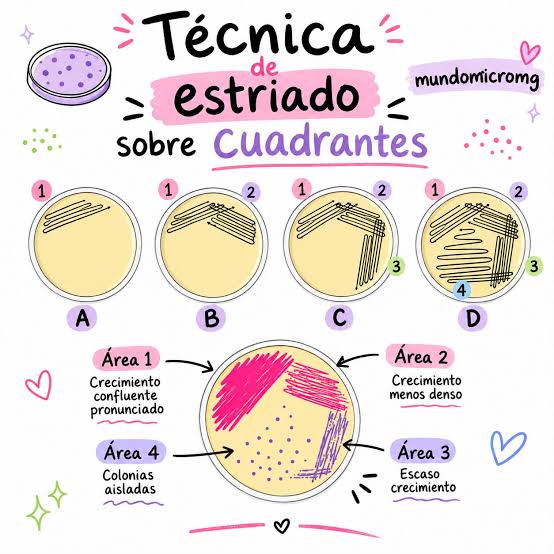 Técnica
de
estriado
sobre Cuadrantes
mundomicromg
1
1 2
1 2
3
1 2
3
4
A B C D
Área 1
Crecimiento
confluente
pronunciado
Área 2
Crecimiento
menos denso
Área 4
Colonias
aisladas
Área 3
Escaso
crecimiento